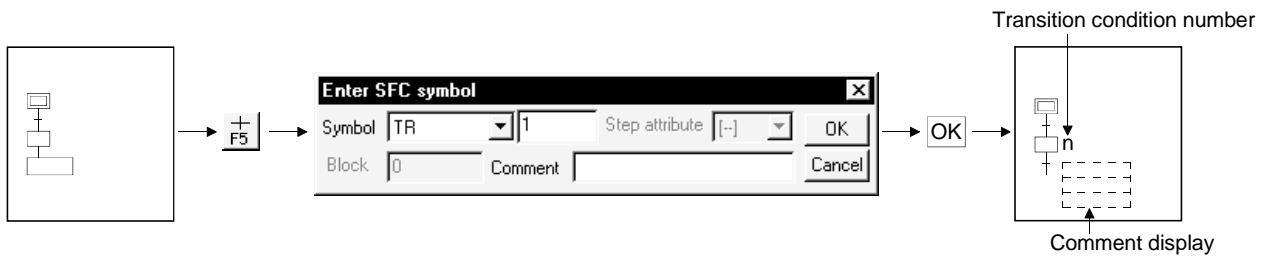 Transition condition number
Enter SFC symbol
Symbol TR 1 Step attribute [--] OK
Block 0 Comment Cancel
F5
OK
n
Comment display